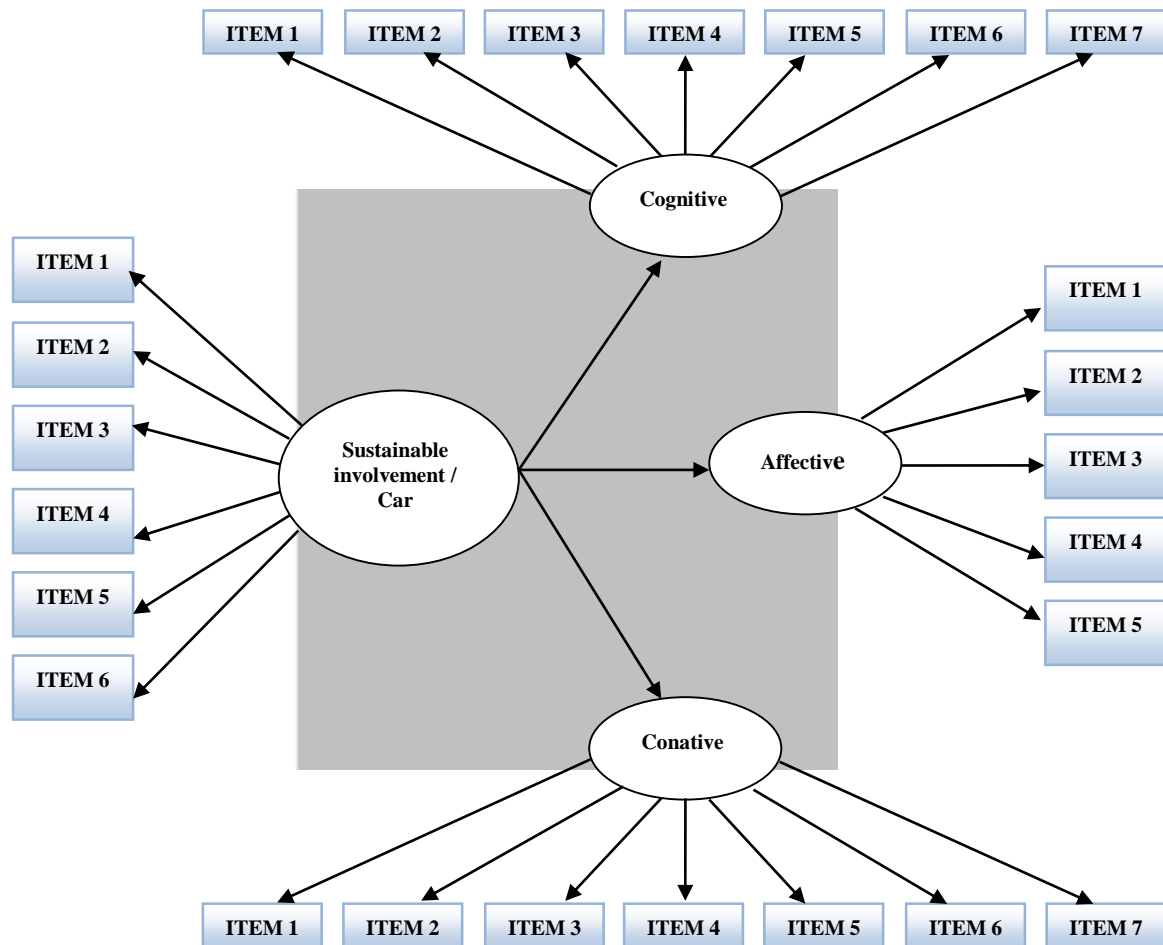 ITEM 1 ITEM 2 ITEM 3 ITEM 4 ITEM 5 ITEM 6 ITEM 7
Cognitive
ITEM 1
ITEM 2
ITEM 3
ITEM 4
ITEM 5
ITEM 6
Sustainable
involvement /
Car
Affective
ITEM 1
ITEM 2
ITEM 3
ITEM 4
ITEM 5
Conative
ITEM 1 ITEM 2 ITEM 3 ITEM 4 ITEM 5 ITEM 6 ITEM 7